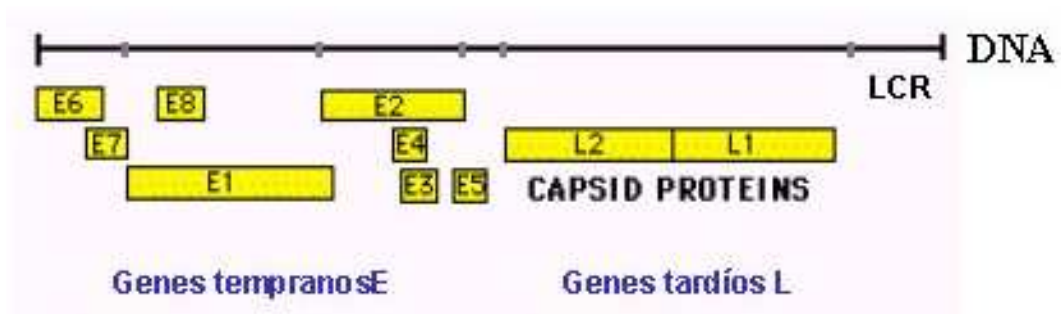 DNA
LCR
E6 E8 E2
E7 E4 L2 L1
E1 E3 E5 CAPSID PROTEINS
Genes tempranosE Genes tardíos L